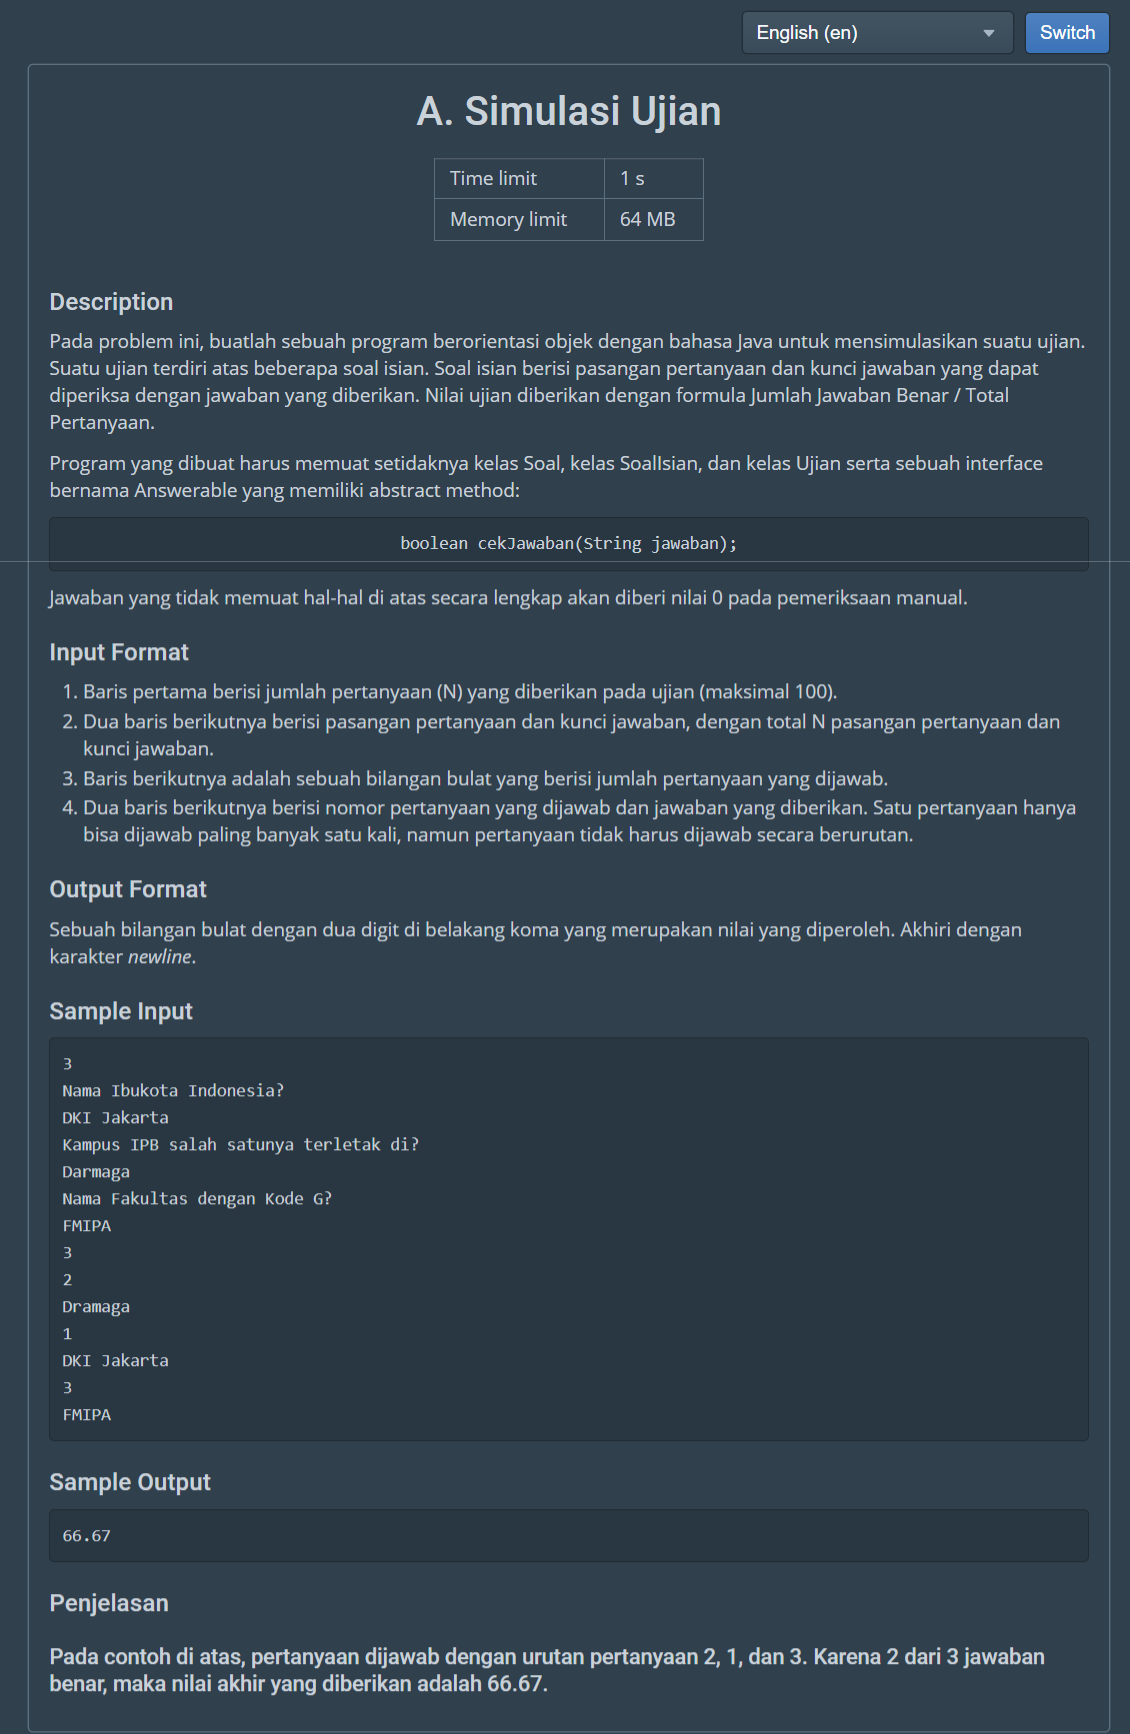 English (en)
Switch
A. Simulasi Ujian
Time limit 1 s
Memory limit 64 MB
Description
Pada problem ini, buatlah sebuah program berorientasi objek dengan bahasa Java untuk mensimulasikan suatu ujian.
Suatu ujian terdiri atas beberapa soal isian. Soal isian berisi pasangan pertanyaan dan kunci jawaban yang dapat
diperiksa dengan jawaban yang diberikan. Nilai ujian diberikan dengan formula Jumlah Jawaban Benar / Total
Pertanyaan.
Program yang dibuat harus memuat setidaknya kelas Soal, kelas SoalIsian, dan kelas Ujian serta sebuah interface
bernama Answerable yang memiliki abstract method:
boolean cekJawaban(String jawaban);
Jawaban yang tidak memuat hal-hal di atas secara lengkap akan diberi nilai 0 pada pemeriksaan manual.
Input Format
1. Baris pertama berisi jumlah pertanyaan (N) yang diberikan pada ujian (maksimal 100).
2. Dua baris berikutnya berisi pasangan pertanyaan dan kunci jawaban, dengan total N pasangan pertanyaan dan
kunci jawaban.
3. Baris berikutnya adalah sebuah bilangan bulat yang berisi jumlah pertanyaan yang dijawab.
4. Dua baris berikutnya berisi nomor pertanyaan yang dijawab dan jawaban yang diberikan. Satu pertanyaan hanya
bisa dijawab paling banyak satu kali, namun pertanyaan tidak harus dijawab secara berurutan.
Output Format
Sebuah bilangan bulat dengan dua digit di belakang koma yang merupakan nilai yang diperoleh. Akhiri dengan
karakter newline.
Sample Input
3
Nama Ibukota Indonesia?
DKI Jakarta
Kampus IPB salah satunya terletak di?
Darmaga
Nama Fakultas dengan Kode G?
FMIPA
3
2
Dramaga
1
DKI Jakarta
3
FMIPA
Sample Output
66.67
Penjelasan
Pada contoh di atas, pertanyaan dijawab dengan urutan pertanyaan 2, 1, dan 3. Karena 2 dari 3 jawaban
benar, maka nilai akhir yang diberikan adalah 66.67.